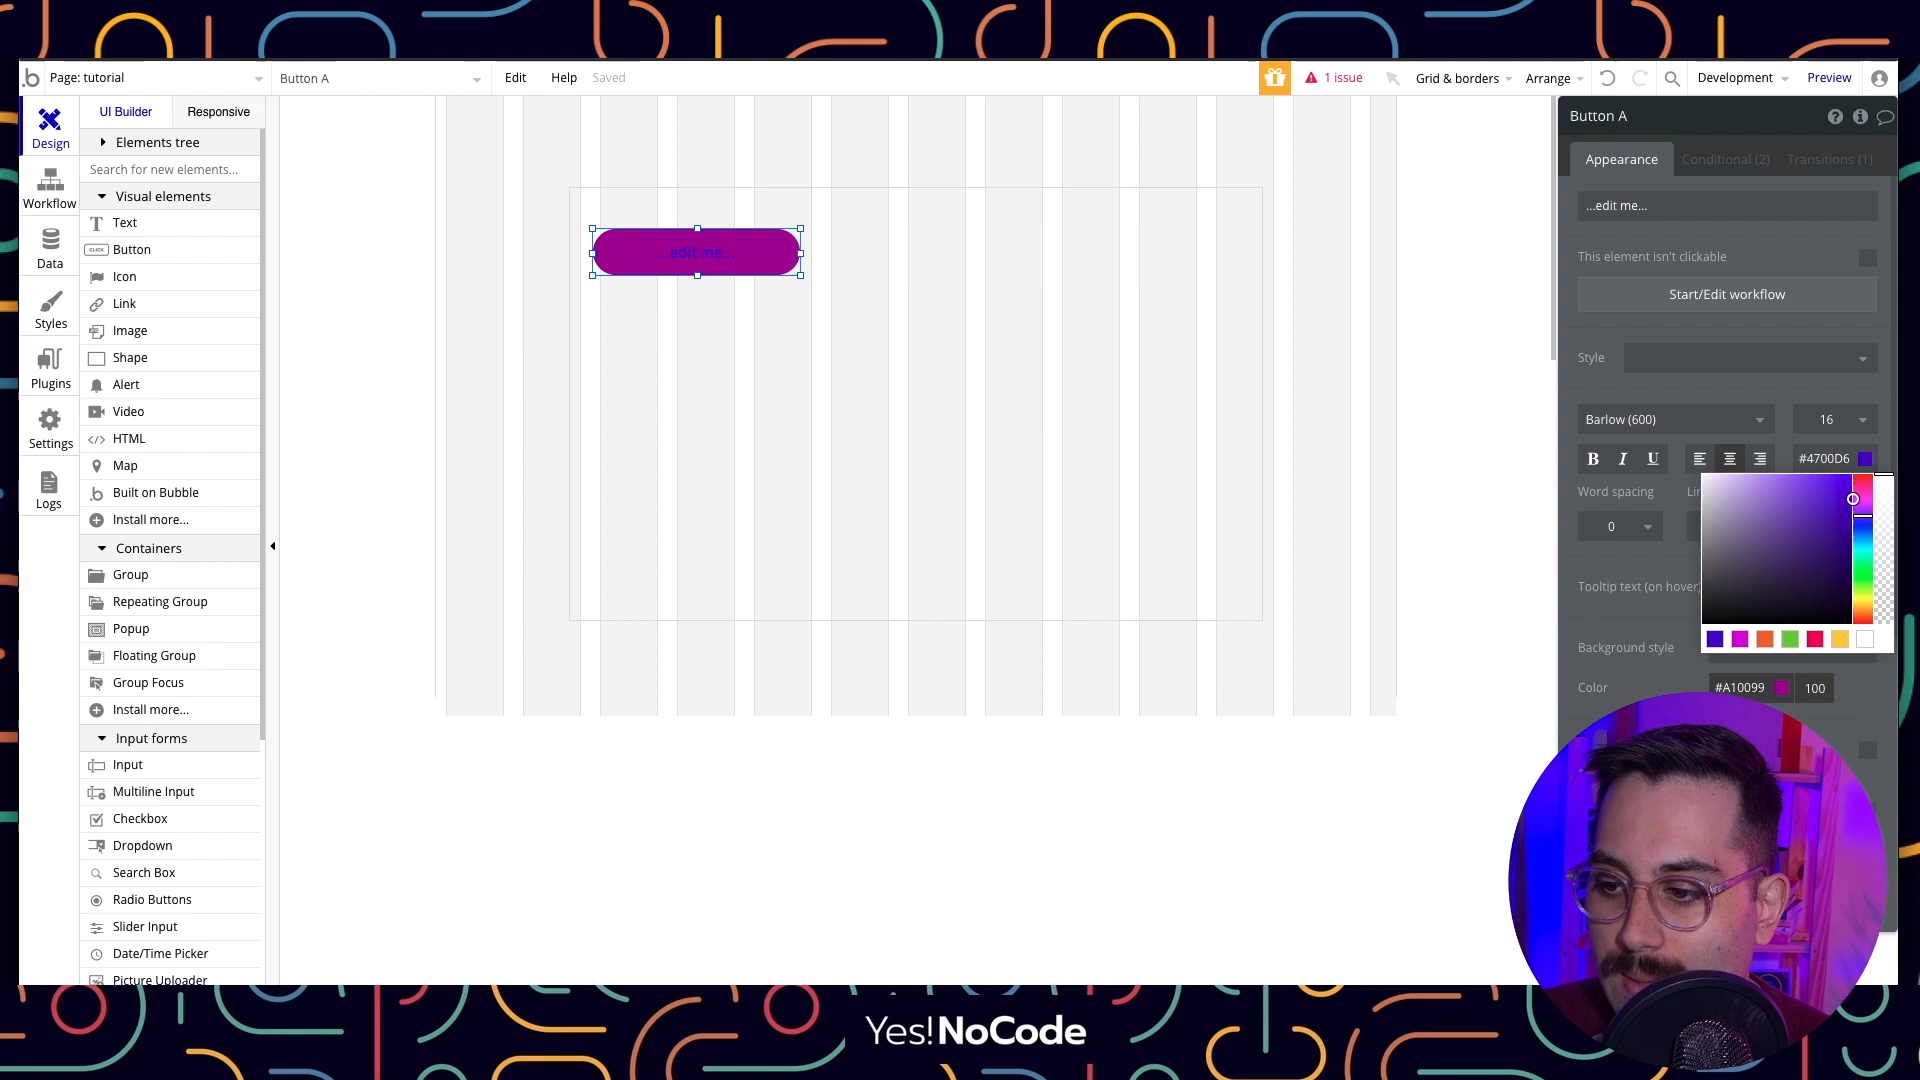 .b Page: tutorial
Button A
Edit Help Saved
1 issue
Grid & borders
Arrange
Development
Preview
UI Builder Responsive
Design
Workflow
Data
Styles
Plugins
Settings
Logs
Elements tree
Search for new elements...
Visual elements
Text
CLICK Button
Icon
Link
Image
Shape
Alert
Video
HTML
Map
Built on Bubble
Install more...
Containers
Group
Repeating Group
Popup
Floating Group
Group Focus
Install more...
Input forms
Input
Multiline Input
Checkbox
Dropdown
Search Box
Radio Buttons
Slider Input
Date/Time Picker
Picture Uploader
...edit me...
Button A
Appearance Conditional (2) Transitions (1)
...edit me...
This element isn't clickable
Start/Edit workflow
Style
Barlow (600) 16
B I U #4700D6
Word spacing
0
Tooltip text (on hover)
Background style
Color #A10099 100
Yes!NoCode